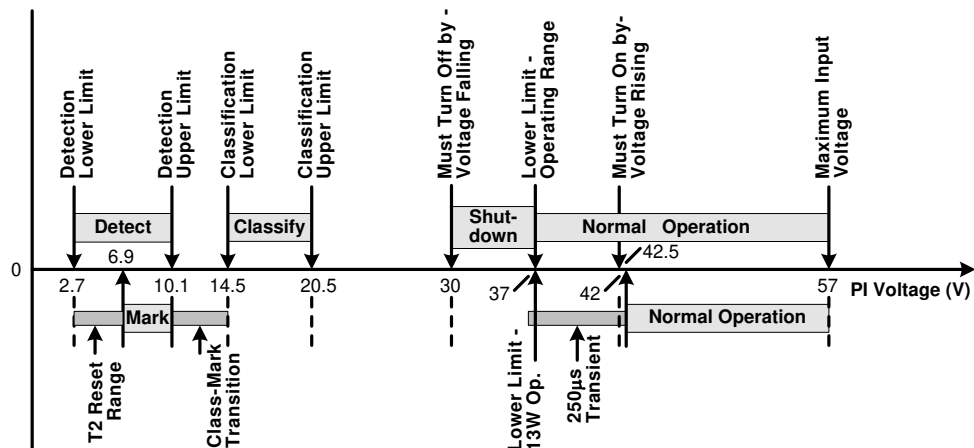 Detection
Lower Limit
Detection
Upper Limit
Classification
Lower Limit
Classification
Upper Limit
Must Turn Off by -
Voltage Falling
Lower Limit -
Operating Range
Must Turn On by-
Voltage Rising
Maximum Input
Voltage
Detect
Classify
Shut-
down
Normal Operation
6.9
42.5
0
2.7
10.1
14.5
20.5
30
37
42
57
PI Voltage (V)
Mark
Normal Operation
T2 Reset
Range
Class-Mark
Transition
Lower Limit -
13W Op.
250µs
Transient